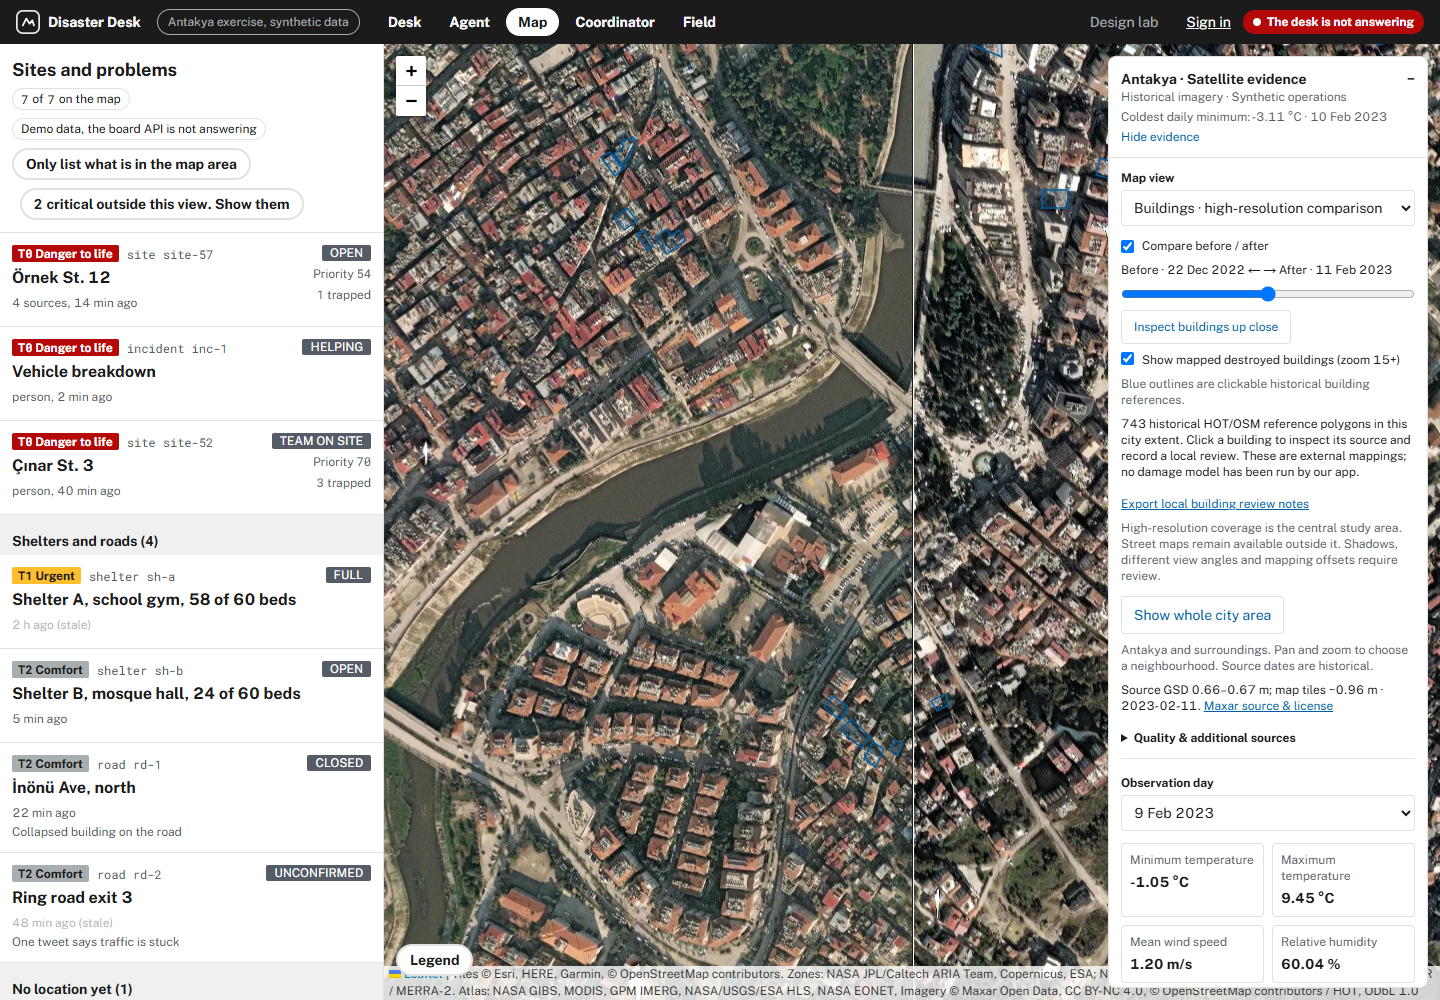 Disaster Desk
Antakya exercise, synthetic data
Desk
Agent
Map
Coordinator
Field
Design lab
Sign in
The desk is not answering
Sites and problems
7 of 7 on the map
Demo data, the board API is not answering
Only list what is in the map area
2 critical outside this view. Show them
T0 Danger to life site site-57 OPEN
Örnek St. 12 Priority 54
1 trapped
4 sources, 14 min ago
T0 Danger to life incident inc-1 HELPING
Vehicle breakdown
person, 2 min ago
T0 Danger to life site site-52 TEAM ON SITE
Çınar St. 3 Priority 70
3 trapped
person, 40 min ago
Shelters and roads (4)
T1 Urgent shelter sh-a FULL
Shelter A, school gym, 58 of 60 beds
2 h ago (stale)
T2 Comfort shelter sh-b OPEN
Shelter B, mosque hall, 24 of 60 beds
5 min ago
T2 Comfort road rd-1 CLOSED
İnönü Ave, north
22 min ago
Collapsed building on the road
T2 Comfort road rd-2 UNCONFIRMED
Ring road exit 3
48 min ago (stale)
One tweet says traffic is stuck
No location yet (1)
+
−
Legend
Antakya · Satellite evidence −
Historical imagery · Synthetic operations
Coldest daily minimum: -3.11 °C · 10 Feb 2023
Hide evidence
Map view
Buildings · high-resolution comparison
Compare before / after
Before · 22 Dec 2022 ←→ After · 11 Feb 2023
Inspect buildings up close
Show mapped destroyed buildings (zoom 15+)
Blue outlines are clickable historical building
references.
743 historical HOT/OSM reference polygons in this
city extent. Click a building to inspect its source and
record a local review. These are external mappings;
no damage model has been run by our app.
Export local building review notes
High-resolution coverage is the central study area.
Street maps remain available outside it. Shadows,
different view angles and mapping offsets require
review.
Show whole city area
Antakya and surroundings. Pan and zoom to choose
a neighbourhood. Source dates are historical.
Source GSD 0.66–0.67 m; map tiles ~0.96 m ·
2023-02-11. Maxar source & license
Quality & additional sources
Observation day
9 Feb 2023
Minimum temperature
-1.05 °C
Maximum
temperature
9.45 °C
Mean wind speed
1.20 m/s
Relative humidity
60.04 %
© Esri, HERE, Garmin, © OpenStreetMap contributors. Zones: NASA JPL/Caltech ARIA Team, Copernicus, ESA;
/ MERRA-2. Atlas: NASA GIBS, MODIS, GPM IMERG, NASA/USGS/ESA HLS, NASA EONET, Imagery © Maxar Open Data, CC BY-NC 4.0, © OpenStreetMap contributors / HOT, ODbL 1.0